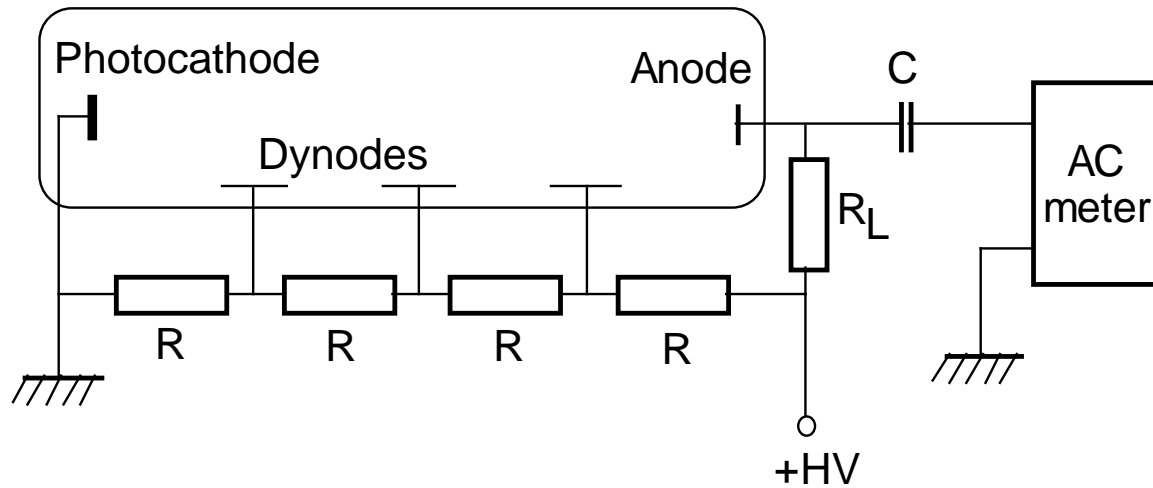 Photocathode
Anode
C
Dynodes
AC
meter
RL
R
R
R
R
+HV